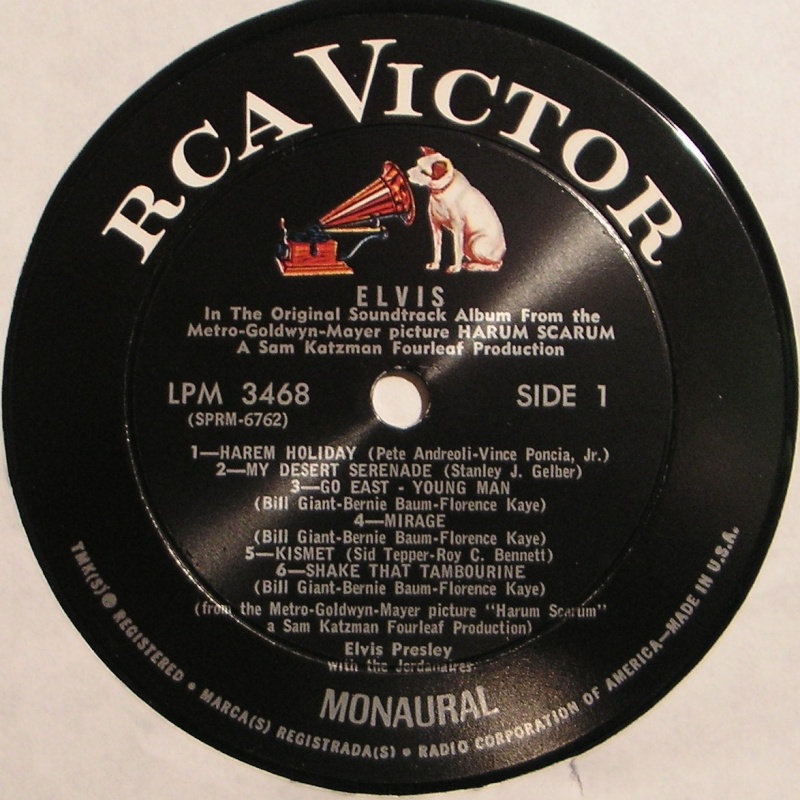 RCA VICTOR
ELVIS
In The Original Soundtrack Album From the
Metro-Goldwyn-Mayer picture HARUM SCARUM
A Sam Katzman Fourleaf Production
LPM 3468 SIDE 1
(SPRM-6762)
1—HAREM HOLIDAY (Pete Andreoli-Vince Poncia, Jr.)
2—MY DESERT SERENADE (Stanley J. Gelber)
3—GO EAST - YOUNG MAN
(Bill Giant-Bernie Baum-Florence Kaye)
4—MIRAGE
(Bill Giant-Bernie Baum-Florence Kaye)
5—KISMET (Sid Tepper-Roy C. Bennett)
6—SHAKE THAT TAMBOURINE
(Bill Giant-Bernie Baum-Florence Kaye)
(from the Metro-Goldwyn-Mayer picture "Harum Scarum"
a Sam Katzman Fourleaf Production)
Elvis Presley
with the Jordanaires
MONAURAL
TMK(S) ® REGISTERED • MARCA(S) REGISTRADA(S) • RADIO CORPORATION OF AMERICA—MADE IN U.S.A.